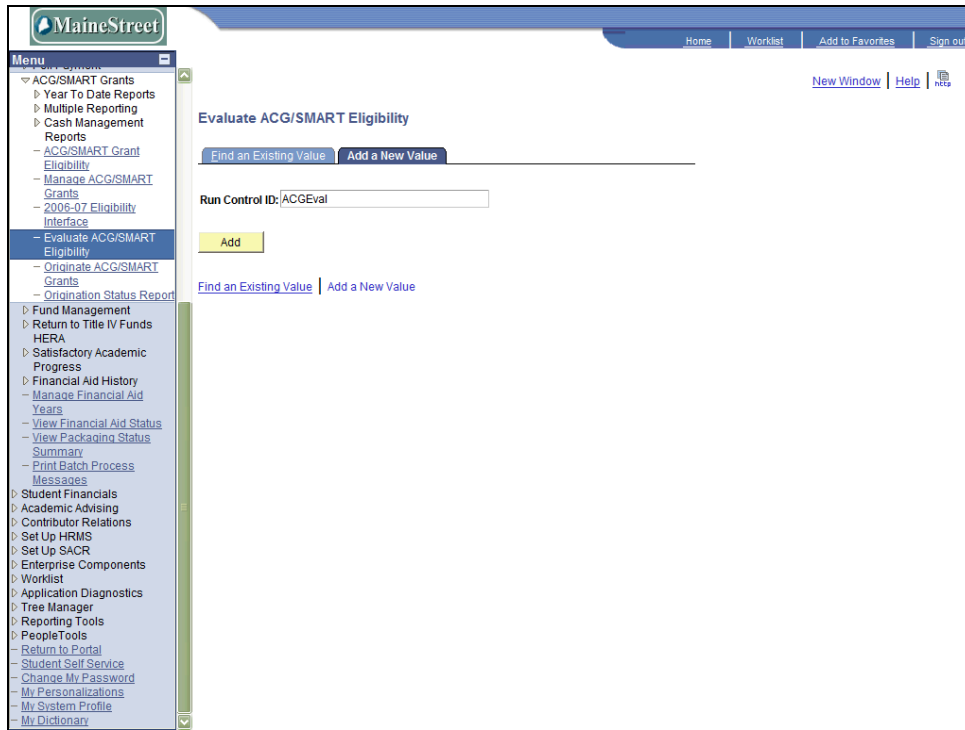 MaineStreet
Home
Worklist
Add to Favorites
Sign out
Menu
ACG/SMART Grants
Year To Date Reports
Multiple Reporting
Cash Management
Reports
ACG/SMART Grant
Eligibility
Manage ACG/SMART
Grants
2006-07 Eligibility
Interface
Evaluate ACG/SMART
Eligibility
Originate ACG/SMART
Grants
Origination Status Report
Fund Management
Return to Title IV Funds
HERA
Satisfactory Academic
Progress
Financial Aid History
Manage Financial Aid
Years
View Financial Aid Status
View Packaging Status
Summary
Print Batch Process
Messages
Student Financials
Academic Advising
Contributor Relations
Set Up HRMS
Set Up SACR
Enterprise Components
Worklist
Application Diagnostics
Tree Manager
Reporting Tools
PeopleTools
Return to Portal
Student Self Service
Change My Password
My Personalizations
My System Profile
My Dictionary
New Window | Help | http
Evaluate ACG/SMART Eligibility
Find an Existing Value
Add a New Value
Run Control ID: ACGEval
Add
Find an Existing Value | Add a New Value